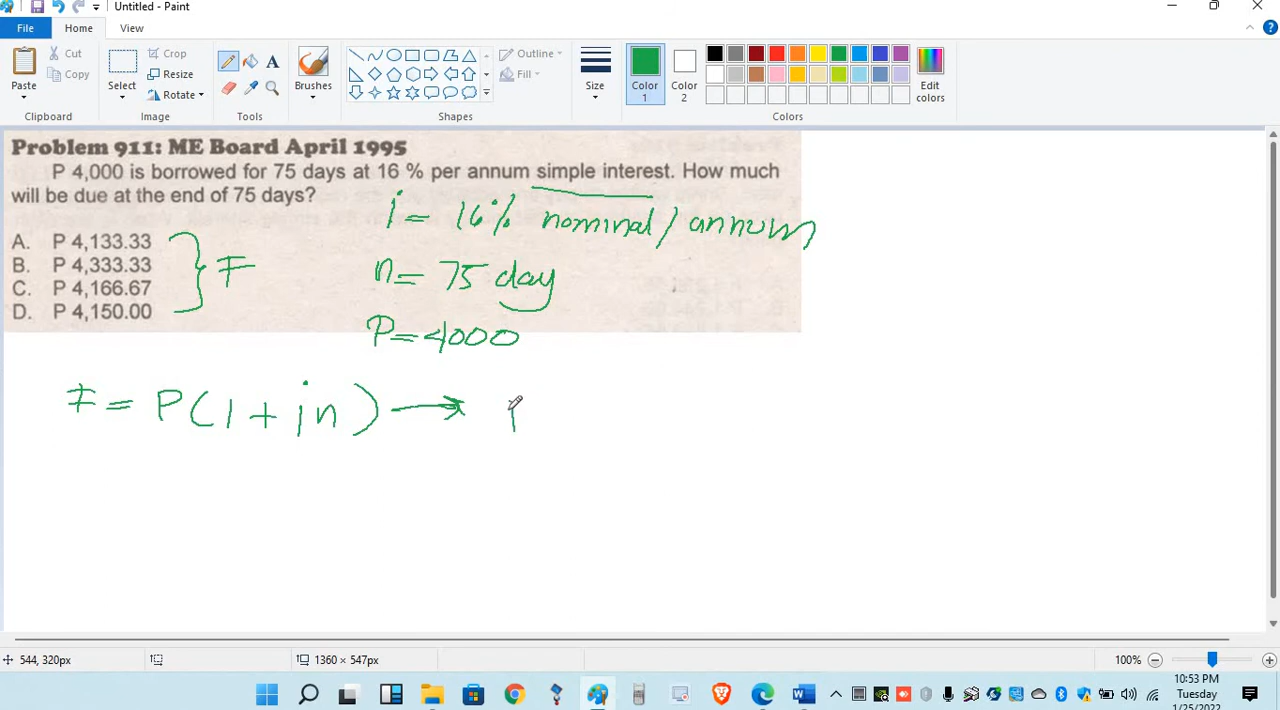 Untitled - Paint
File Home View
Paste
Cut
Copy
Clipboard
Select
Crop
Resize
Rotate
Image
A
Tools
Brushes
Outline
Fill
Shapes
Size
Color 1
Color 2
Edit colors
Colors
Problem 911: ME Board April 1995
P 4,000 is borrowed for 75 days at 16 % per annum simple interest. How much
will be due at the end of 75 days?
A. P 4,133.33
B. P 4,333.33
C. P 4,166.67
D. P 4,150.00
F
i = 16% nominal / annum
n = 75 day
P = 4000
F = P(1 + in) →
544, 320px
1360 × 547px
100%
10:53 PM
Tuesday
1/25/2022